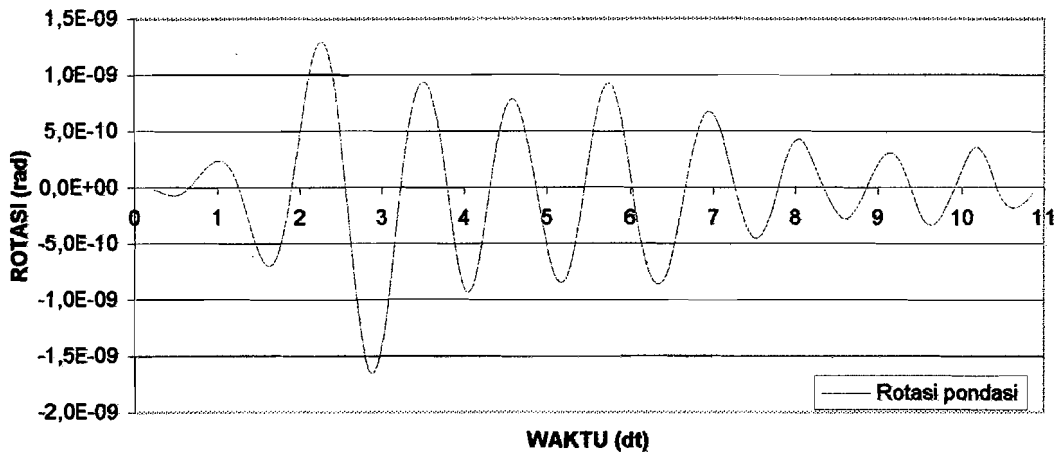 1,5E-09
1,0E-09
5,0E-10
0,0E+00
-5,0E-10
-1,0E-09
-1,5E-09
-2,0E-09
ROTASI (rad)
0 1 2 3 4 5 6 7 8 9 10 11
Rotasi pondasi
WAKTU (dt)